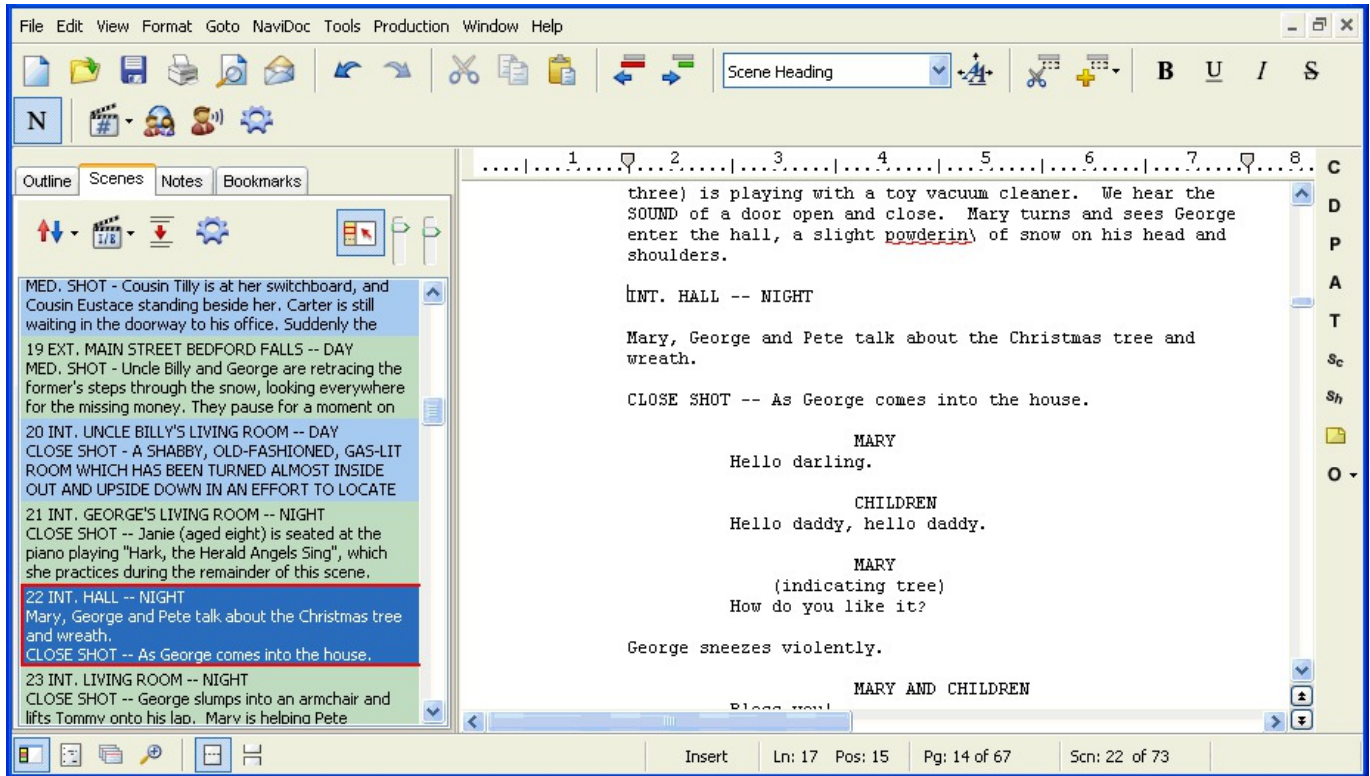 File Edit View Format Goto NaviDoc Tools Production Window Help
Scene Heading
B U I S
N
#
Outline Scenes Notes Bookmarks
I/E
MED. SHOT - Cousin Tilly is at her switchboard, and
Cousin Eustace standing beside her. Carter is still
waiting in the doorway to his office. Suddenly the
19 EXT. MAIN STREET BEDFORD FALLS -- DAY
MED. SHOT - Uncle Billy and George are retracing the
former's steps through the snow, looking everywhere
for the missing money. They pause for a moment on
20 INT. UNCLE BILLY'S LIVING ROOM -- DAY
CLOSE SHOT - A SHABBY, OLD-FASHIONED, GAS-LIT
ROOM WHICH HAS BEEN TURNED ALMOST INSIDE
OUT AND UPSIDE DOWN IN AN EFFORT TO LOCATE
21 INT. GEORGE'S LIVING ROOM -- NIGHT
CLOSE SHOT -- Janie (aged eight) is seated at the
piano playing "Hark, the Herald Angels Sing", which
she practices during the remainder of this scene.
22 INT. HALL -- NIGHT
Mary, George and Pete talk about the Christmas tree
and wreath.
CLOSE SHOT -- As George comes into the house.
23 INT. LIVING ROOM -- NIGHT
CLOSE SHOT -- George slumps into an armchair and
lifts Tommy onto his lap. Mary is helping Pete
1 2 3 4 5 6 7 8
three) is playing with a toy vacuum cleaner. We hear the
SOUND of a door open and close. Mary turns and sees George
enter the hall, a slight powderin\ of snow on his head and
shoulders.
INT. HALL -- NIGHT
Mary, George and Pete talk about the Christmas tree and
wreath.
CLOSE SHOT -- As George comes into the house.
MARY
Hello darling.
CHILDREN
Hello daddy, hello daddy.
MARY
(indicating tree)
How do you like it?
George sneezes violently.
MARY AND CHILDREN
Bless you!
C
D
P
A
T
Sc
Sh
O
Insert Ln: 17 Pos: 15 Pg: 14 of 67 Scn: 22 of 73